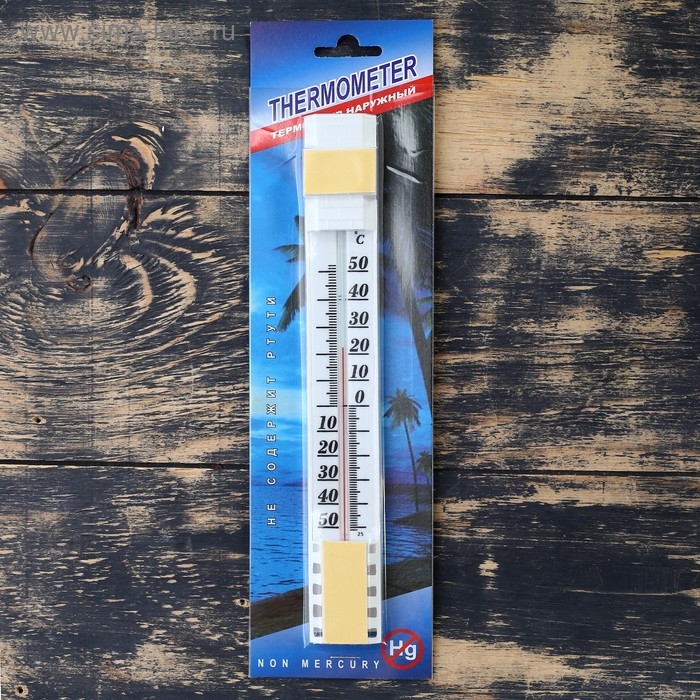 THERMOMETER
НАРУЖНЫЙ
°C
50
40
30
20
10
0
10
20
30
40
50
25
НЕ СОДЕРЖИТ РТУТИ
Hg
NON MERCURY